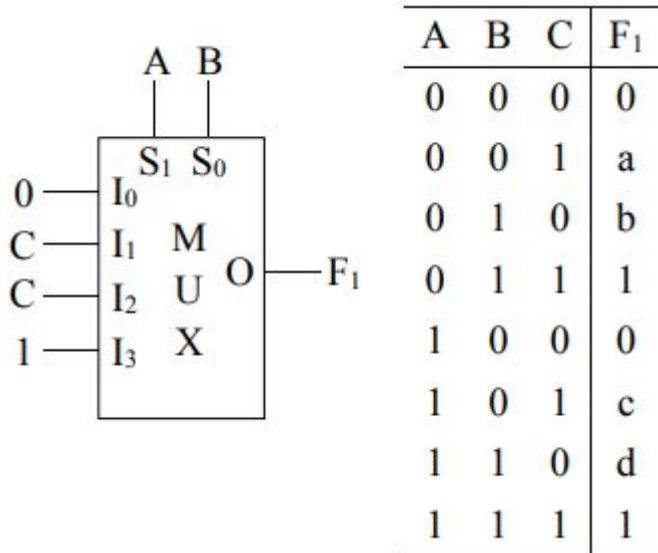 A B
S₁ S₀
0 I₀
C I₁ M
C I₂ U O F₁
1 I₃ X
A B C F₁
0 0 0 0
0 0 1 a
0 1 0 b
0 1 1 1
1 0 0 0
1 0 1 c
1 1 0 d
1 1 1 1